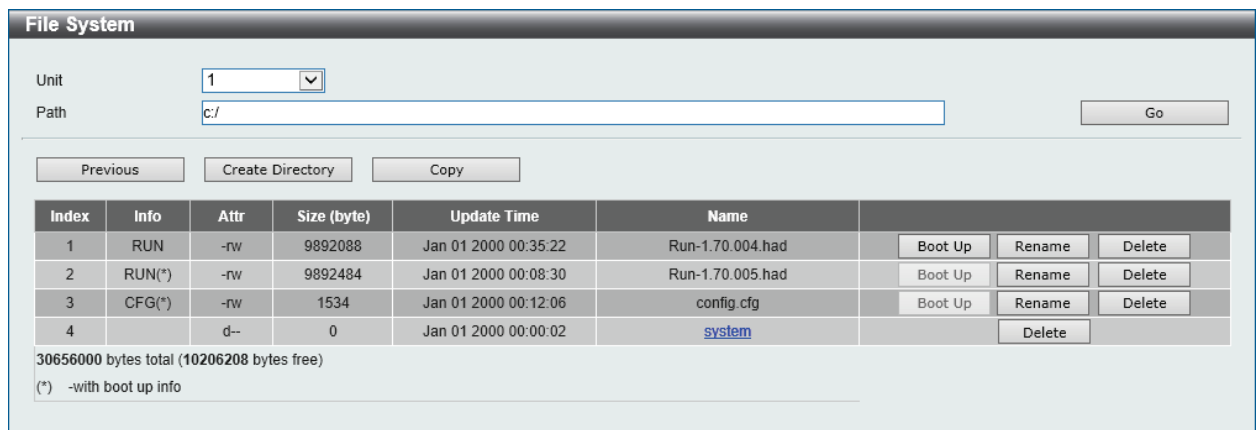 File System
Unit 1
Path c:/ Go
Previous Create Directory Copy
Index Info Attr Size (byte) Update Time Name
1 RUN -rw 9892088 Jan 01 2000 00:35:22 Run-1.70.004.had Boot Up Rename Delete
2 RUN(*) -rw 9892484 Jan 01 2000 00:08:30 Run-1.70.005.had Boot Up Rename Delete
3 CFG(*) -rw 1534 Jan 01 2000 00:12:06 config.cfg Boot Up Rename Delete
4 d-- 0 Jan 01 2000 00:00:02 system Delete
30656000 bytes total (10206208 bytes free)
(*) -with boot up info